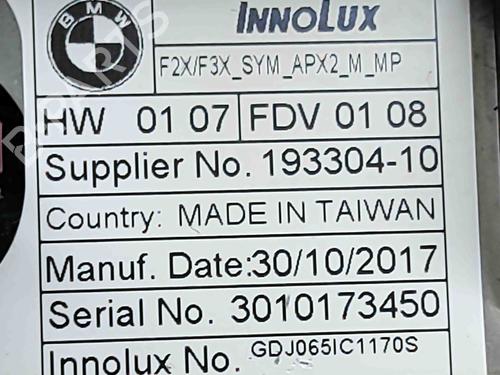 BMW INNOLUX
F2X/F3X_SYM_APX2_M_MP
HW 01 07 FDV 01 08
Supplier No. 193304-10
Country: MADE IN TAIWAN
Manuf. Date:30/10/2017
Serial No. 3010173450
Innolux No. GDJ065IC1170S